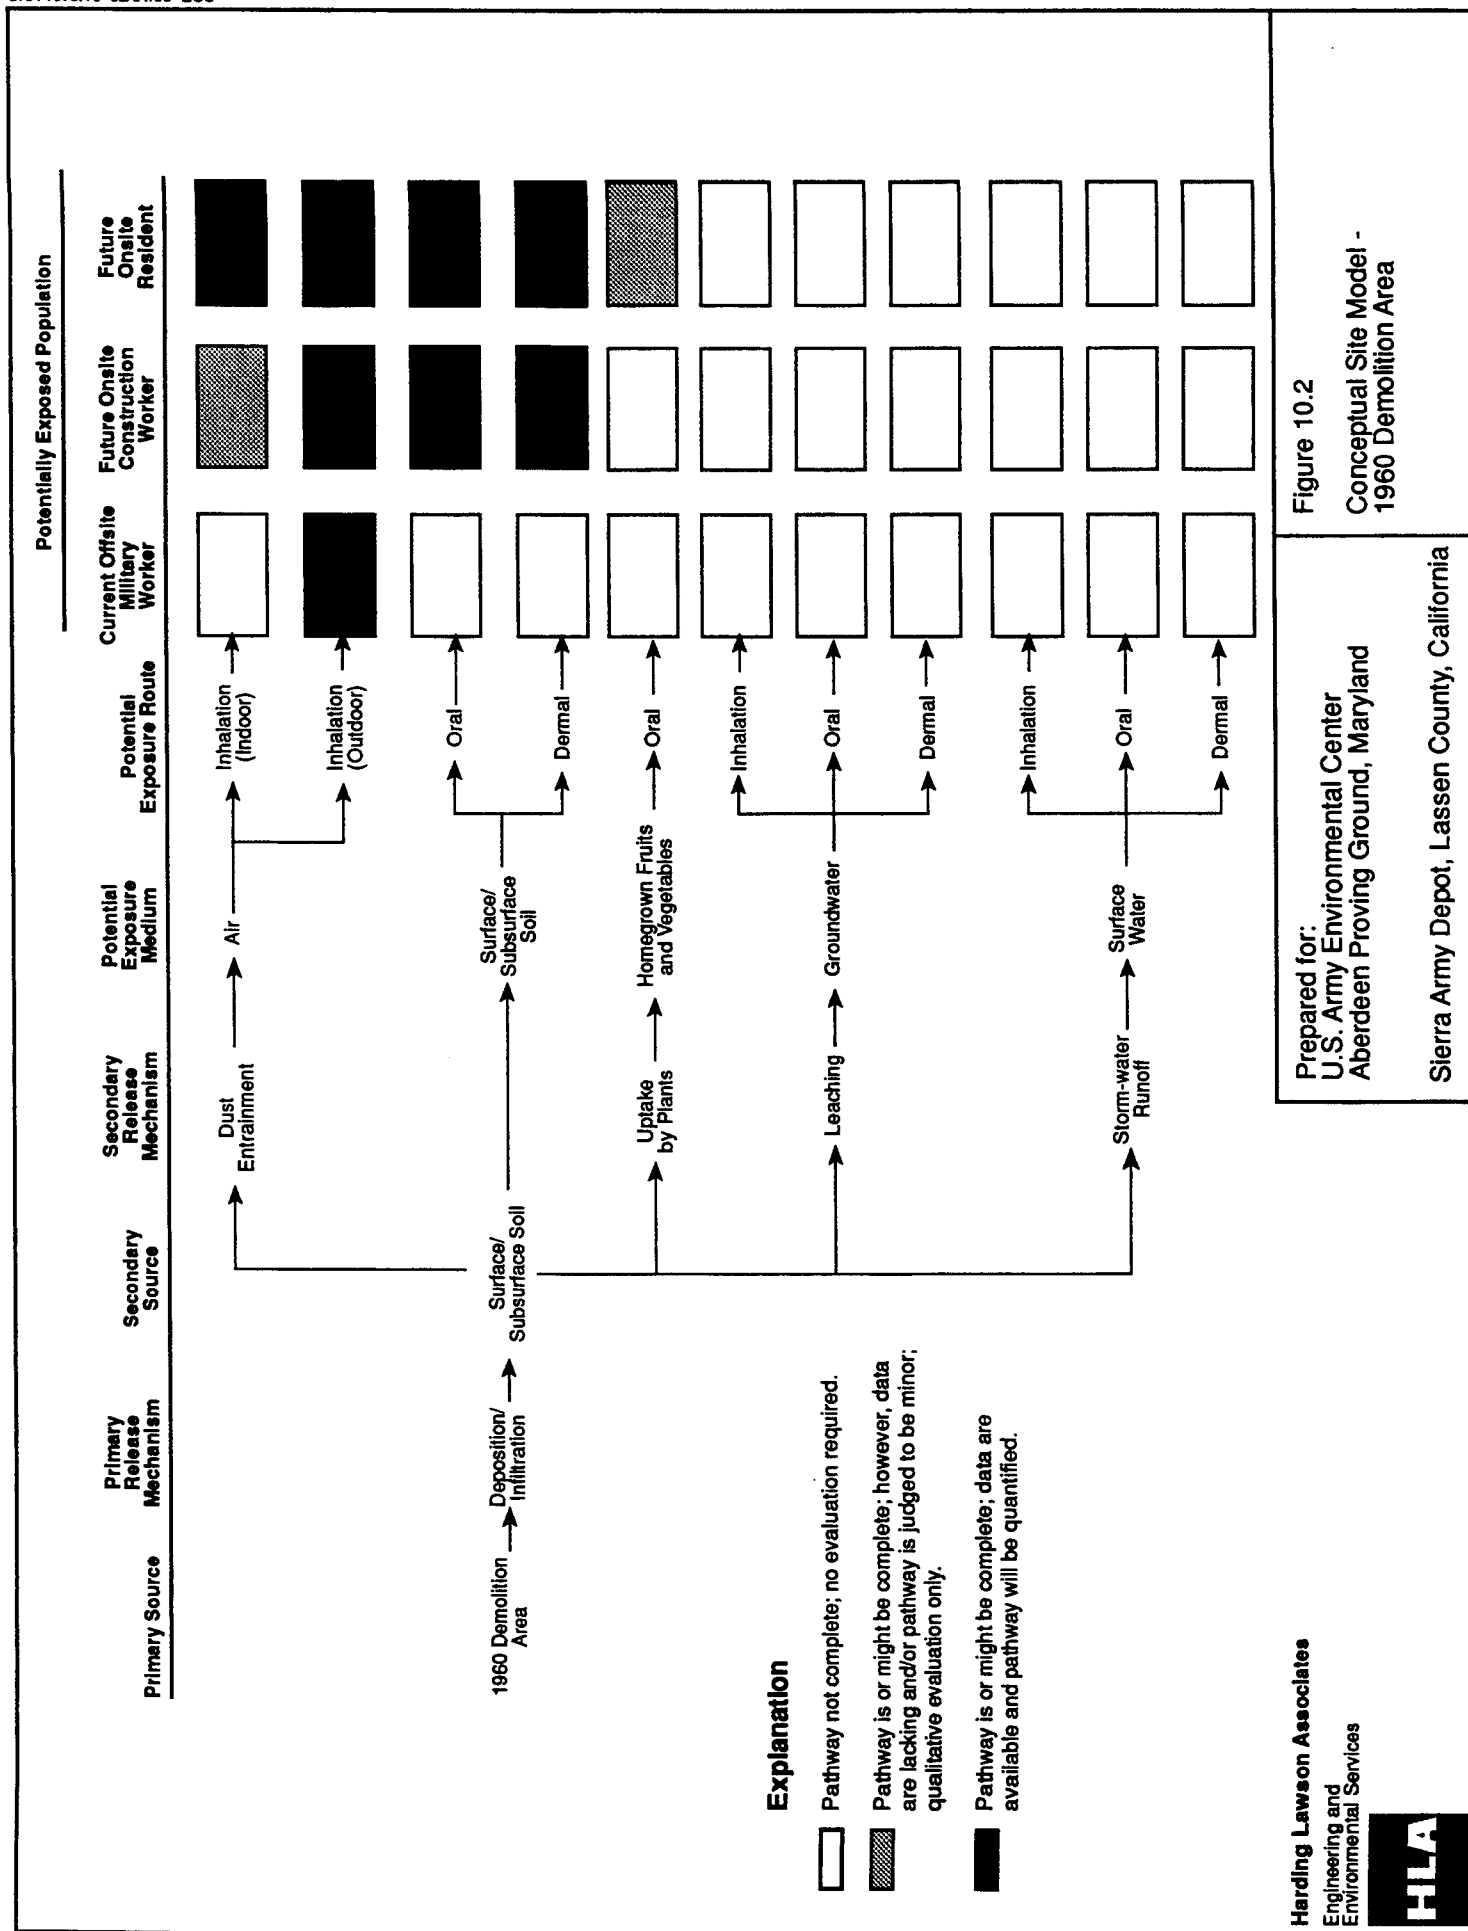 Potentially Exposed Population
Primary Source
Primary
Release
Mechanism
Secondary
Source
Secondary
Release
Mechanism
Potential
Exposure
Medium
Potential
Exposure Route
Current Offsite
Military
Worker
Future Onsite
Construction
Worker
Future
Onsite
Resident
1960 Demolition
Area
Deposition/
Infiltration
Surface/
Subsurface Soil
Dust
Entrainment
Air
Inhalation
(Indoor)
Inhalation
(Outdoor)
Surface/
Subsurface
Soil
Oral
Dermal
Uptake
by Plants
Homegrown Fruits
and Vegetables
Oral
Leaching
Groundwater
Inhalation
Oral
Dermal
Storm-water
Runoff
Surface
Water
Inhalation
Oral
Dermal
Explanation
Pathway not complete; no evaluation required.
Pathway is or might be complete; however, data
are lacking and/or pathway is judged to be minor;
qualitative evaluation only.
Pathway is or might be complete; data are
available and pathway will be quantified.
Harding Lawson Associates
Engineering and
Environmental Services
HLA
Prepared for:
U.S. Army Environmental Center
Aberdeen Proving Ground, Maryland
Sierra Army Depot, Lassen County, California
Figure 10.2
Conceptual Site Model -
1960 Demolition Area